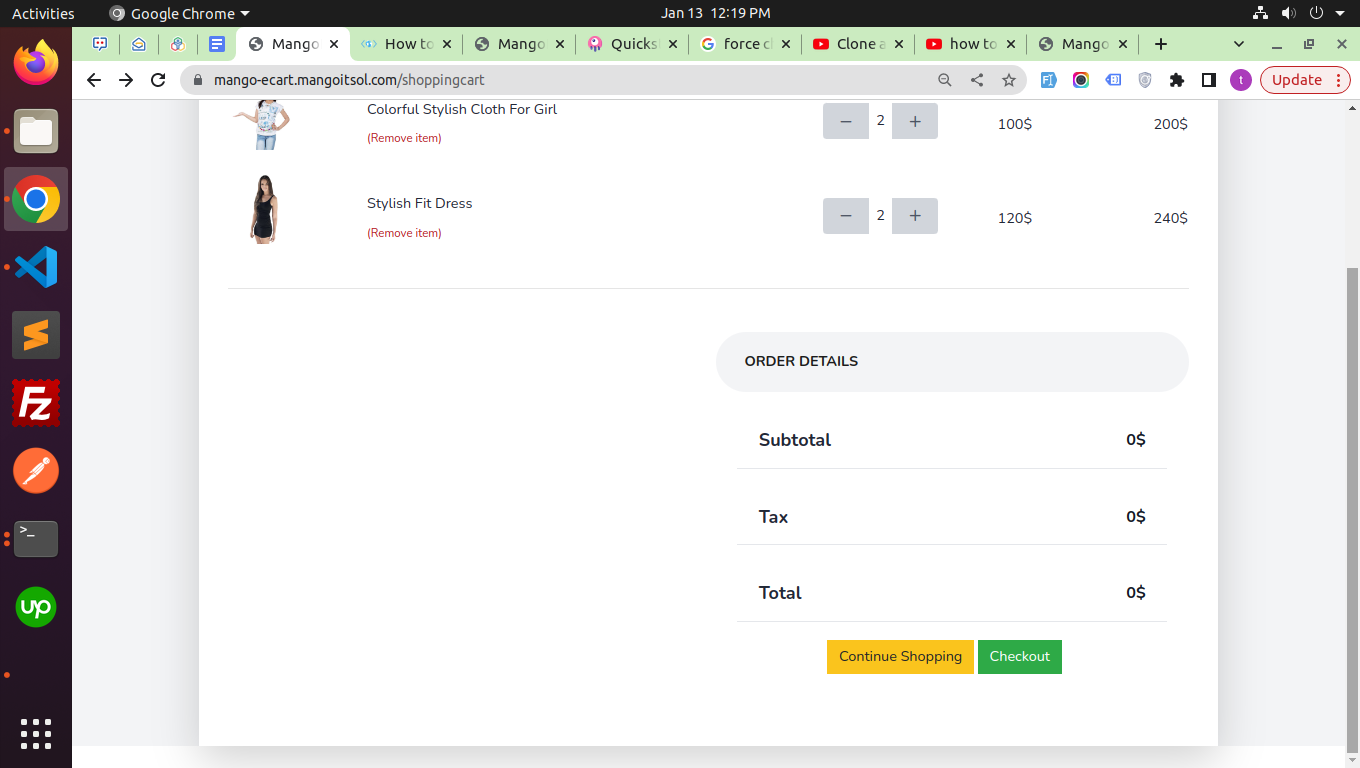 Activities
Google Chrome
Jan 13 12:19 PM
Mango
How to
Mango
Quicks
force c
Clone a
how to
Mango
mango-ecart.mangoitsol.com/shoppingcart
t
Update
Colorful Stylish Cloth For Girl
(Remove item)
− 2 +
100$
200$
Stylish Fit Dress
(Remove item)
− 2 +
120$
240$
ORDER DETAILS
Subtotal 0$
Tax 0$
Total 0$
Continue Shopping Checkout
Fz
>_
up